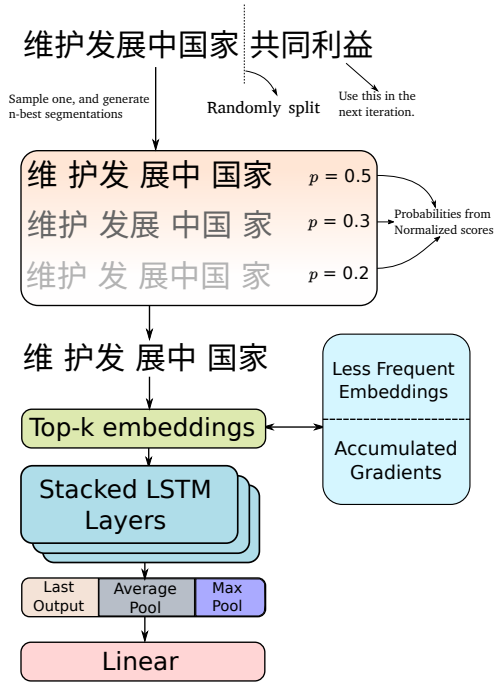 维护发展中国家 共同利益
Sample one, and generate
n-best segmentations
Randomly split
Use this in the
next iteration.
维 护发 展中 国家 p = 0.5
维护 发展 中国 家 p = 0.3
维护 发 展中国 家 p = 0.2
Probabilities from
Normalized scores
维 护发 展中 国家
Less Frequent
Embeddings
Top-k embeddings
Accumulated
Gradients
Stacked LSTM
Layers
Last
Output
Average
Pool
Max
Pool
Linear